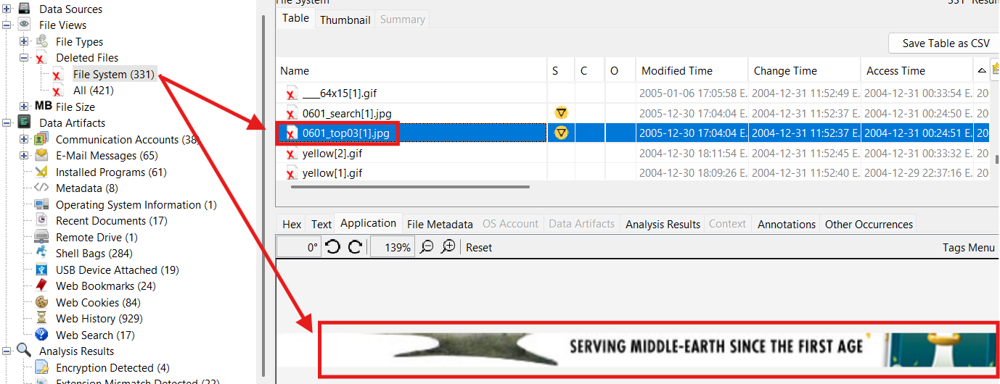 Data Sources
File Views
File Types
Deleted Files
File System (331)
All (421)
MB File Size
Data Artifacts
Communication Accounts (38)
E-Mail Messages (65)
Installed Programs (61)
Metadata (8)
Operating System Information (1)
Recent Documents (17)
Remote Drive (1)
Shell Bags (284)
USB Device Attached (19)
Web Bookmarks (24)
Web Cookies (84)
Web History (929)
Web Search (17)
Analysis Results
Encryption Detected (4)
Extension Mismatch Detected (22)
File System 331 Results
Table Thumbnail Summary
Save Table as CSV
Name S C O Modified Time Change Time Access Time
___64x15[1].gif 2005-01-06 17:05:58 E. 2004-12-31 11:52:49 E. 2004-12-31 00:33:54 E. 200
0601_search[1].jpg 2005-12-30 17:04:04 E. 2004-12-31 11:52:37 E. 2004-12-31 00:24:50 E. 200
0601_top03[1].jpg 2005-12-30 17:04:04 E. 2004-12-31 11:52:37 E. 2004-12-31 00:24:51 E. 200
yellow[2].gif 2004-12-30 18:11:54 E. 2004-12-31 11:52:40 E. 2004-12-31 00:33:32 E. 200
yellow[1].gif 2004-12-30 18:09:26 E. 2004-12-31 11:52:40 E. 2004-12-29 22:37:16 E. 200
Hex Text Application File Metadata OS Account Data Artifacts Analysis Results Context Annotations Other Occurrences
0° 139% Reset Tags Menu
SERVING MIDDLE-EARTH SINCE THE FIRST AGE